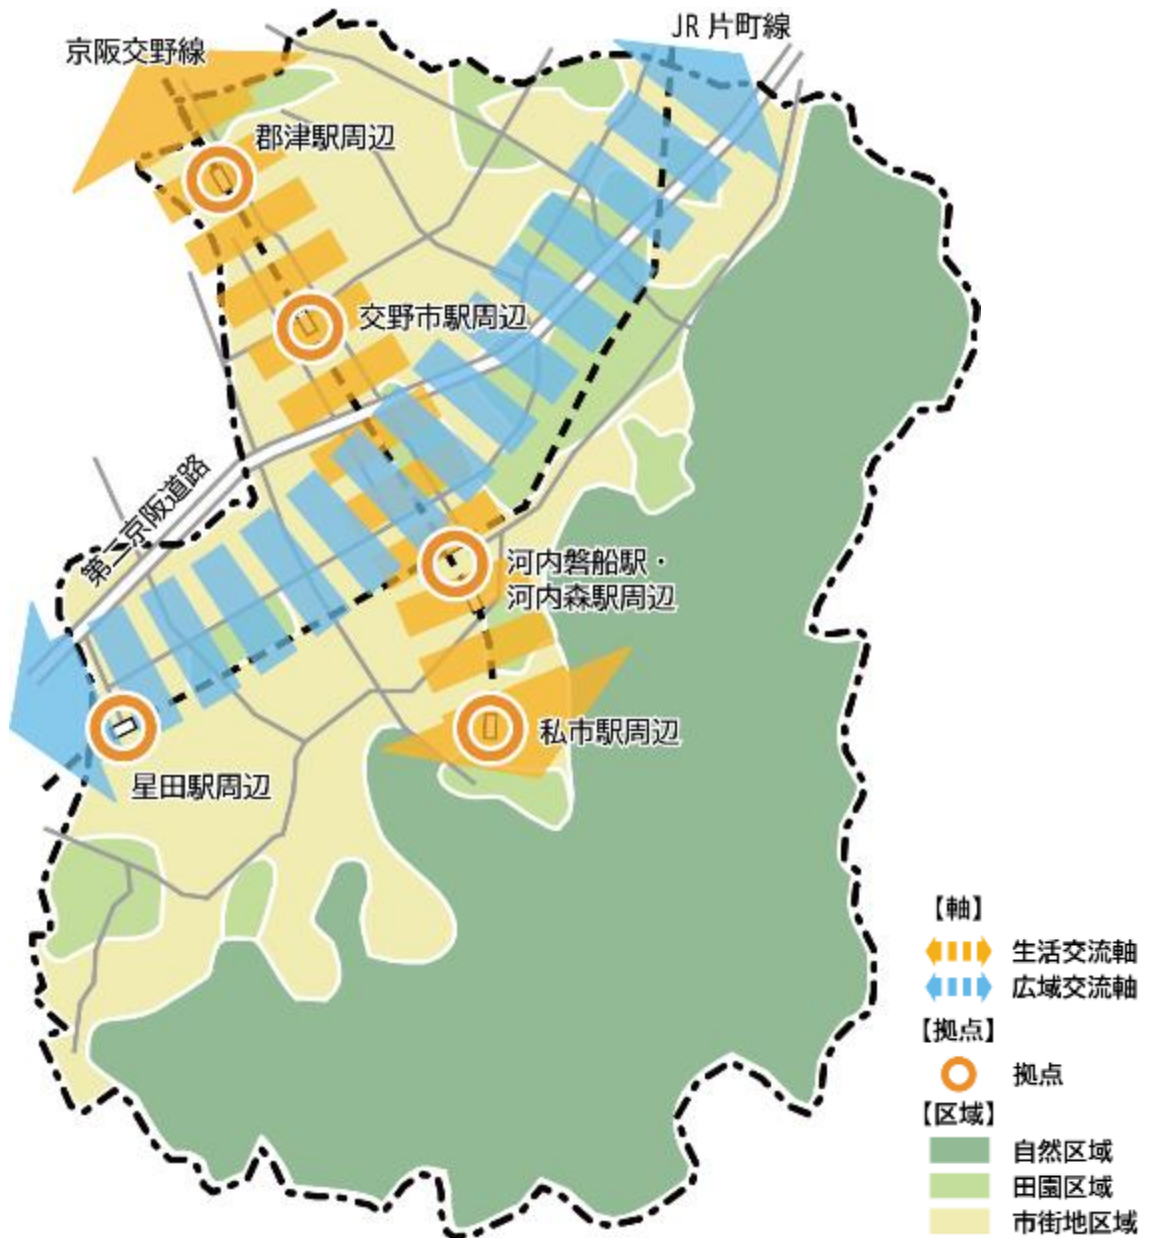 JR 片町線
京阪交野線
郡津駅周辺
交野市駅周辺
第二京阪道路
河内磐船駅・
河内森駅周辺
私市駅周辺
星田駅周辺
【軸】
生活交流軸
広域交流軸
【拠点】
拠点
【区域】
自然区域
田園区域
市街地区域